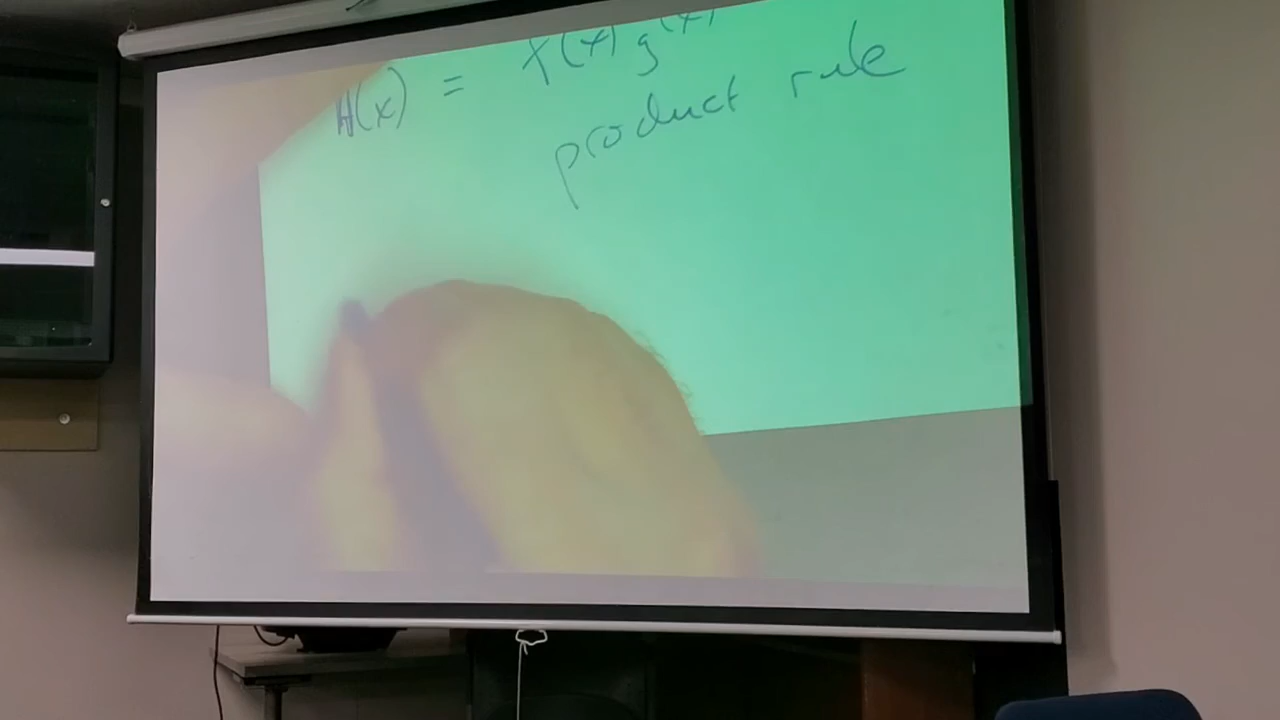 H(x) = f(x) g(x)
product rule